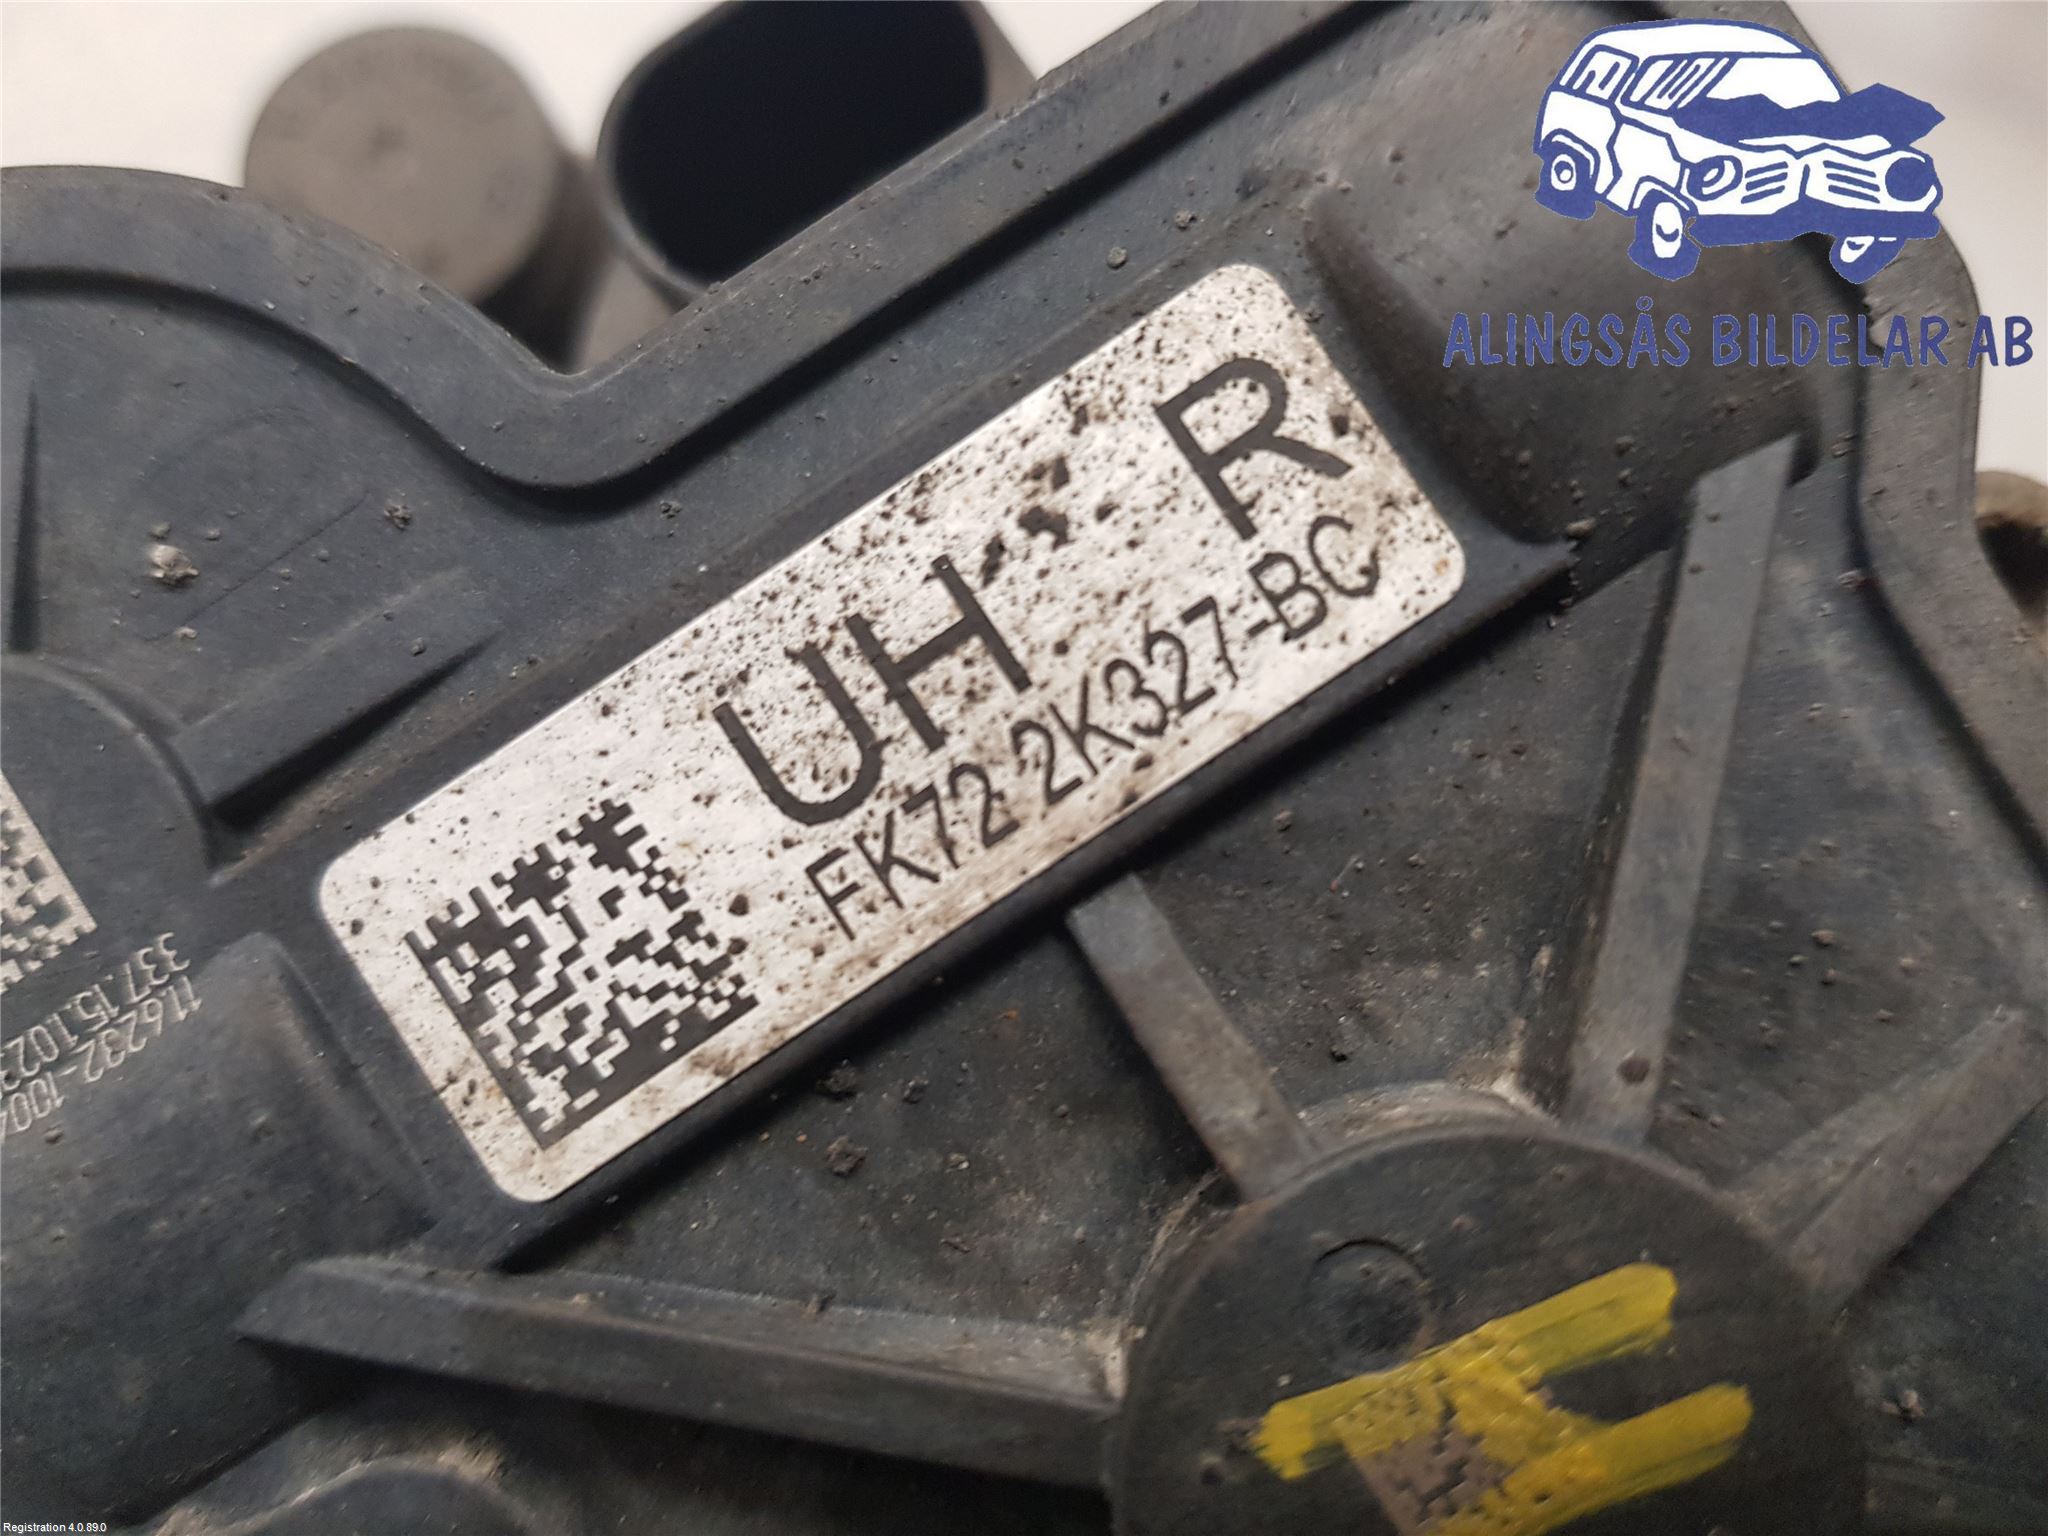 ALINGSÅS BILDELAR AB
UH R
FK72 2K327-BC
Registration 4.0.89.0